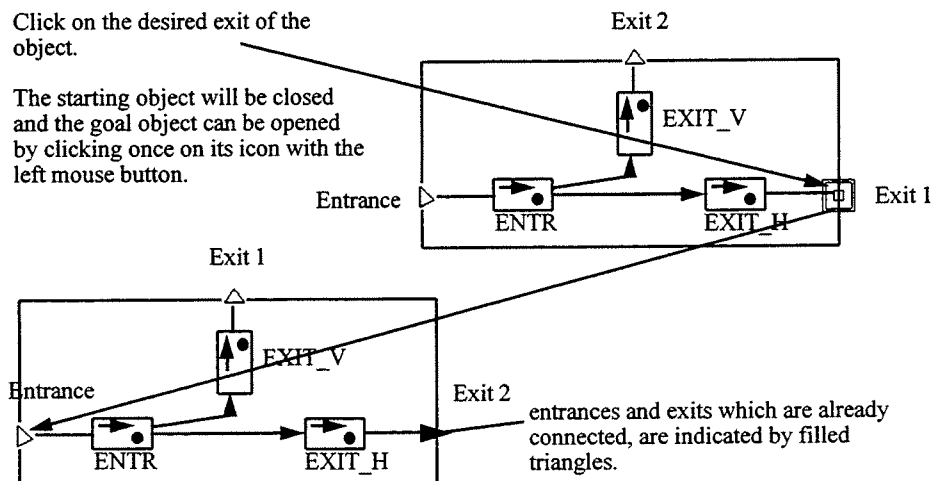 Click on the desired exit of the
object.
The starting object will be closed
and the goal object can be opened
by clicking once on its icon with the
left mouse button.
Exit 2
EXIT_V
Entrance
ENTR
EXIT_H
Exit 1
Exit 1
EXIT_V
Entrance
ENTR
EXIT_H
Exit 2
entrances and exits which are already
connected, are indicated by filled
triangles.